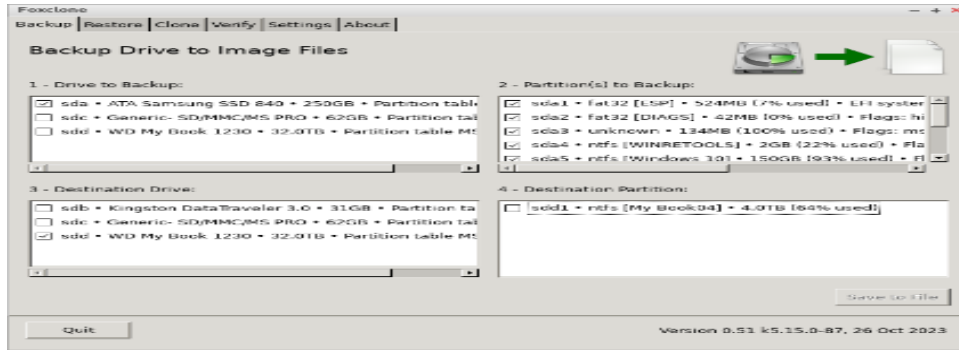 Foxclone
Backup Restore Clone Verify Settings About
Backup Drive to Image Files
1 - Drive to Backup:
sda • ATA Samsung SSD 840 • 250GB • Partition table
sdc • Generic- SD/MMC/MS PRO • 62GB • Partition tal
sdd • WD My Book 1230 • 32.0TB • Partition table MS
2 - Partition(s) to Backup:
sda1 • fat32 [ESP] • 524MB (7% used) • EFI system
sda2 • fat32 [DIAGS] • 42MB (0% used) • Flags: hi
sda3 • unknown • 134MB (100% used) • Flags: ms
sda4 • ntfs [WINRETOOLS] • 2GB (22% used) • Fla
sda5 • ntfs [Windows 10] • 150GB (93% used) • Fl
3 - Destination Drive:
sdb • Kingston DataTraveler 3.0 • 31GB • Partition ta
sdc • Generic- SD/MMC/MS PRO • 62GB • Partition tal
sdd • WD My Book 1230 • 32.0TB • Partition table MS
4 - Destination Partition:
sdd1 • ntfs [My Book04] • 4.0TB (64% used)
Save to File
Quit
Version 0.51 k5.15.0-87, 26 Oct 2023